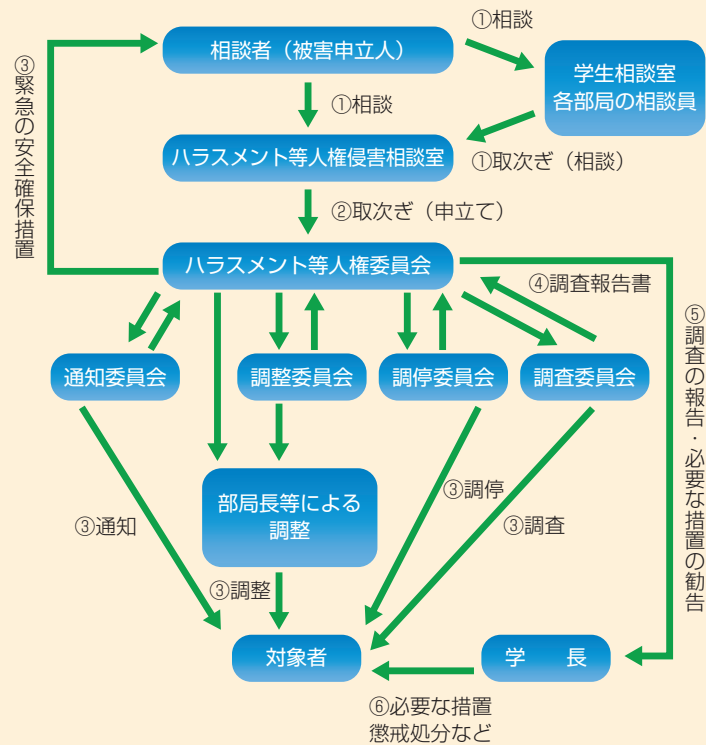 ①相談
相談者（被害申立人）
学生相談室
各部局の相談員
③緊急の安全確保措置
①相談
ハラスメント等人権侵害相談室
①取次ぎ（相談）
②取次ぎ（申立て）
ハラスメント等人権委員会
④調査報告書
⑤調査の報告・必要な措置の勧告
通知委員会
調整委員会
調停委員会
調査委員会
部局長等による
調整
③通知
③調停
③調査
③調整
対象者
学　長
⑥必要な措置
懲戒処分など